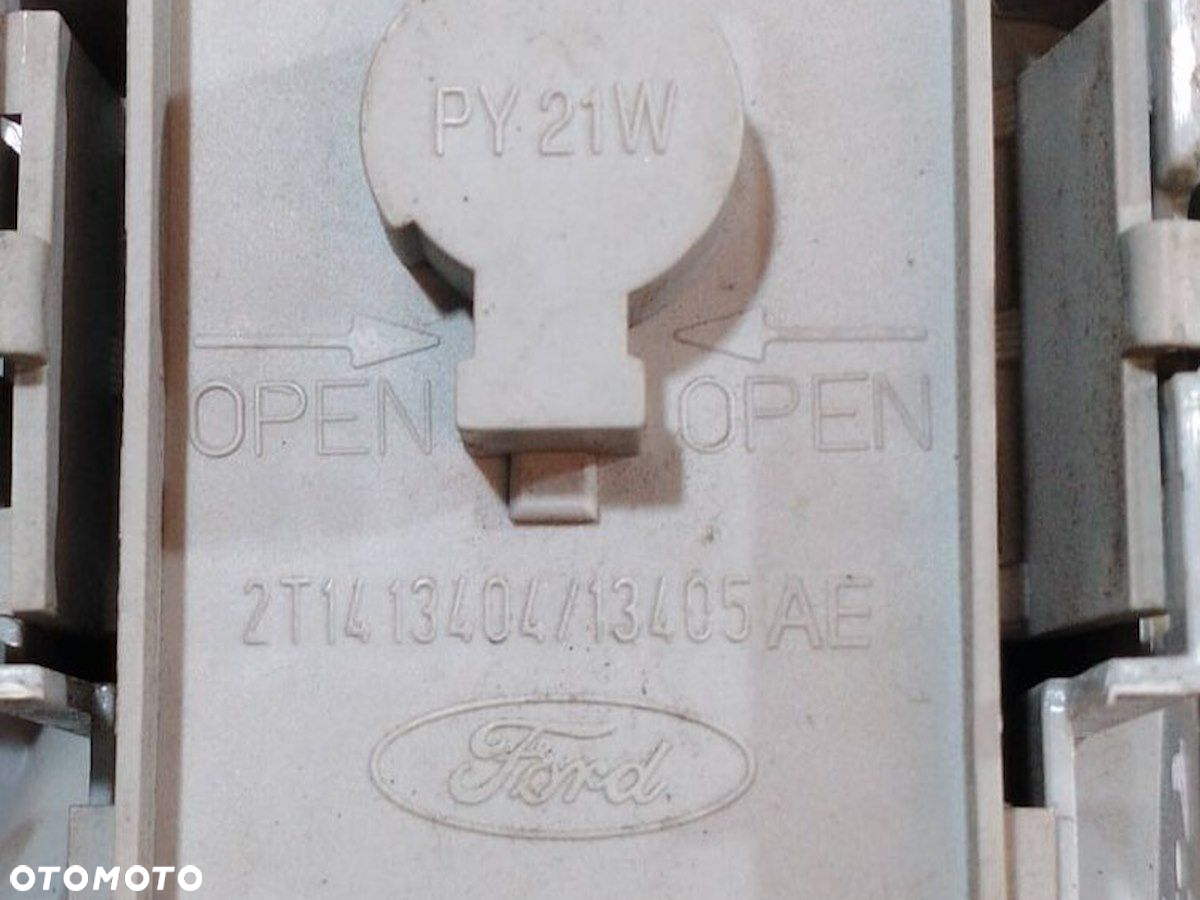 PY 21W
OPEN OPEN
2T14 13404/13405 AE
Ford
OTOMOTO